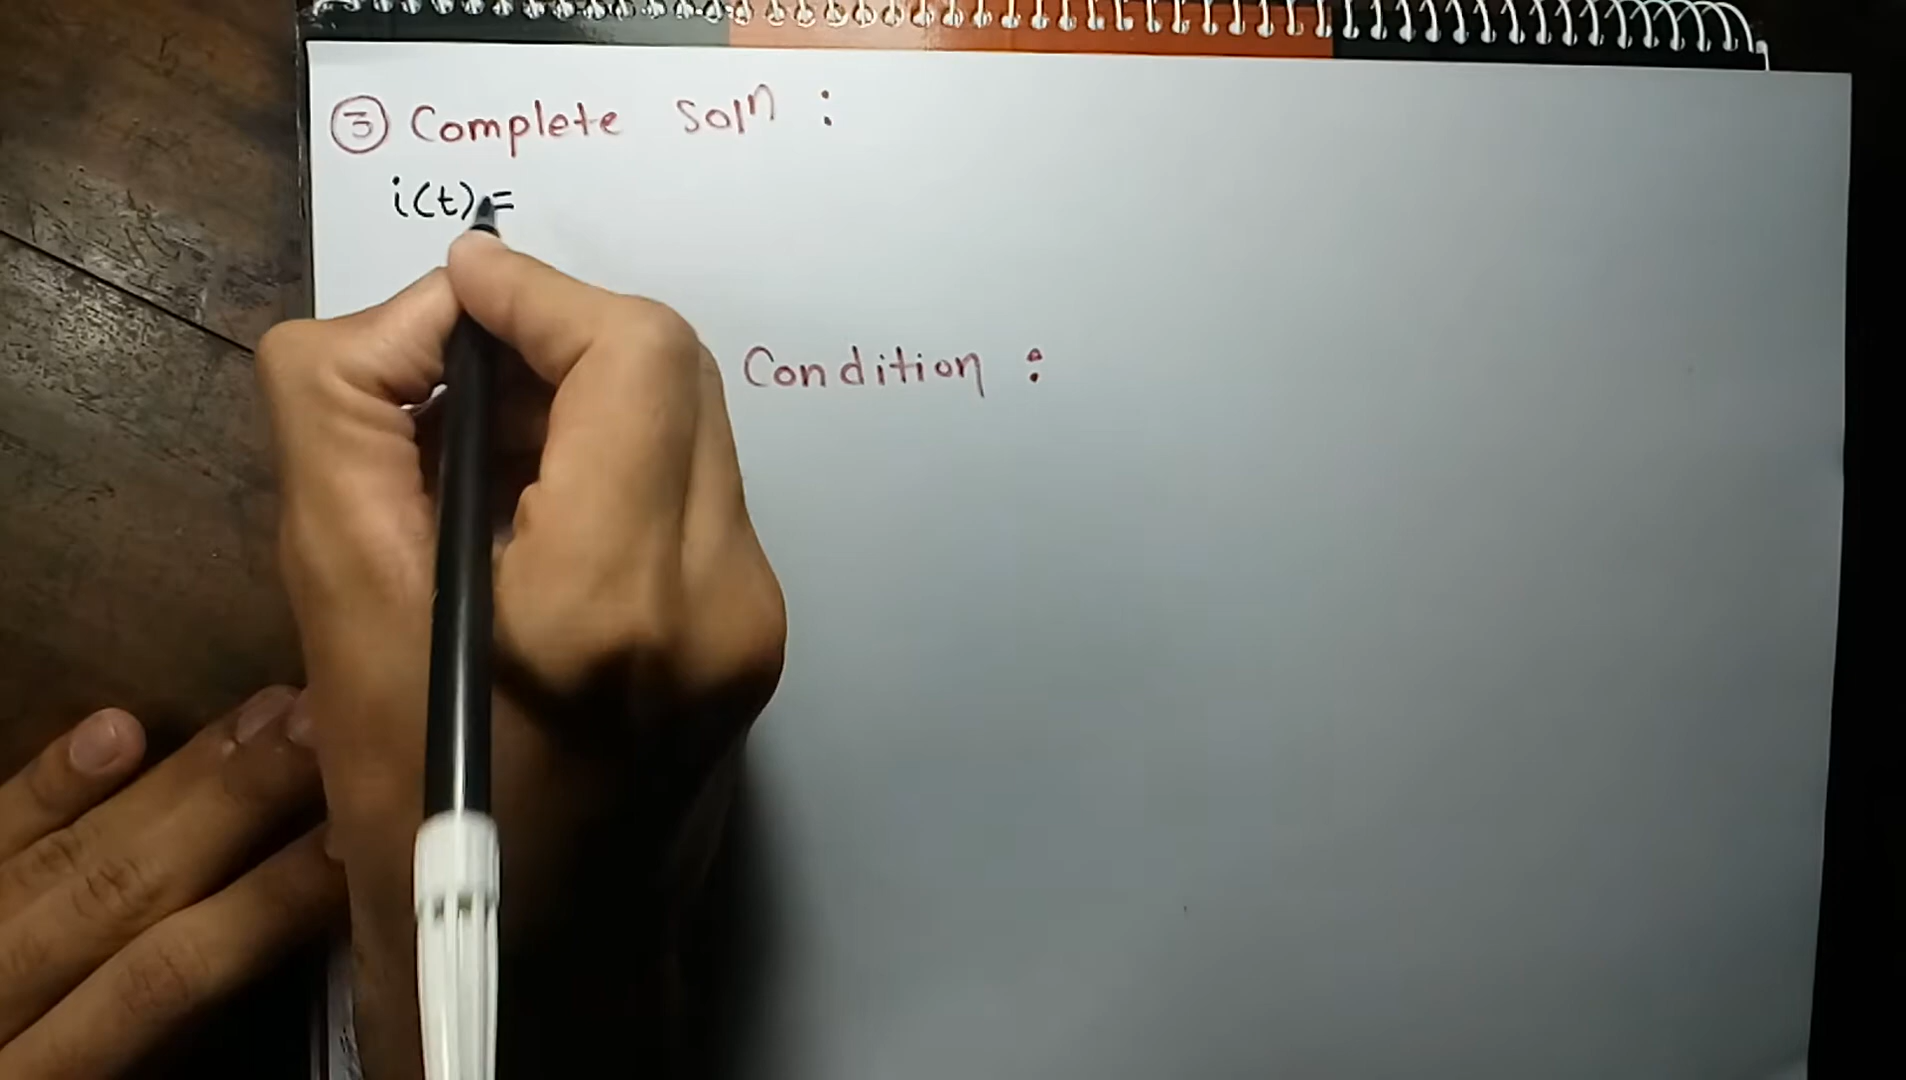 ③ Complete Soln :
i(t) =
Condition :